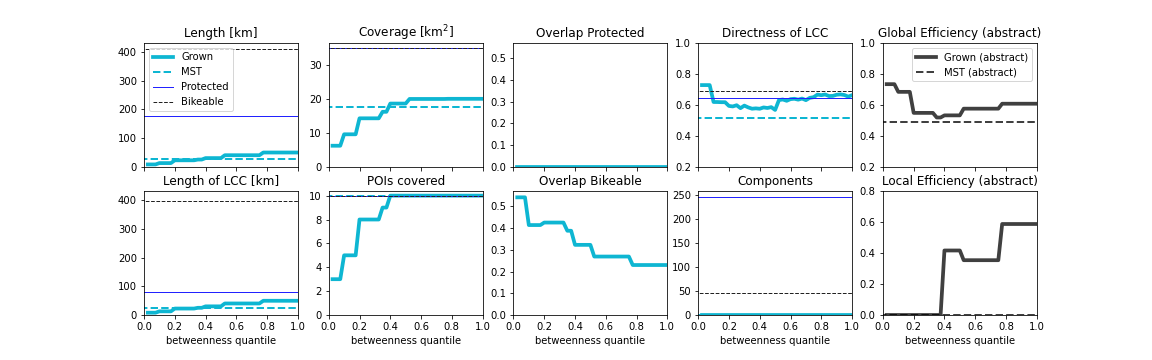 Length [km]
Coverage [km²]
Overlap Protected
Directness of LCC
Global Efficiency (abstract)
400
300
200
100
0
Grown
MST
Protected
Bikeable
30
20
10
0
0.5
0.4
0.3
0.2
0.1
0.0
1.0
0.8
0.6
0.4
0.2
1.0
0.8
0.6
0.4
0.2
Grown (abstract)
MST (abstract)
Length of LCC [km]
POIs covered
Overlap Bikeable
Components
Local Efficiency (abstract)
400
300
200
100
0
10
8
6
4
2
0
0.5
0.4
0.3
0.2
0.1
0.0
250
200
150
100
50
0
0.8
0.6
0.4
0.2
0.0
0.0 0.2 0.4 0.6 0.8 1.0
0.0 0.2 0.4 0.6 0.8 1.0
0.0 0.2 0.4 0.6 0.8 1.0
0.0 0.2 0.4 0.6 0.8 1.0
0.0 0.2 0.4 0.6 0.8 1.0
betweenness quantile
betweenness quantile
betweenness quantile
betweenness quantile
betweenness quantile